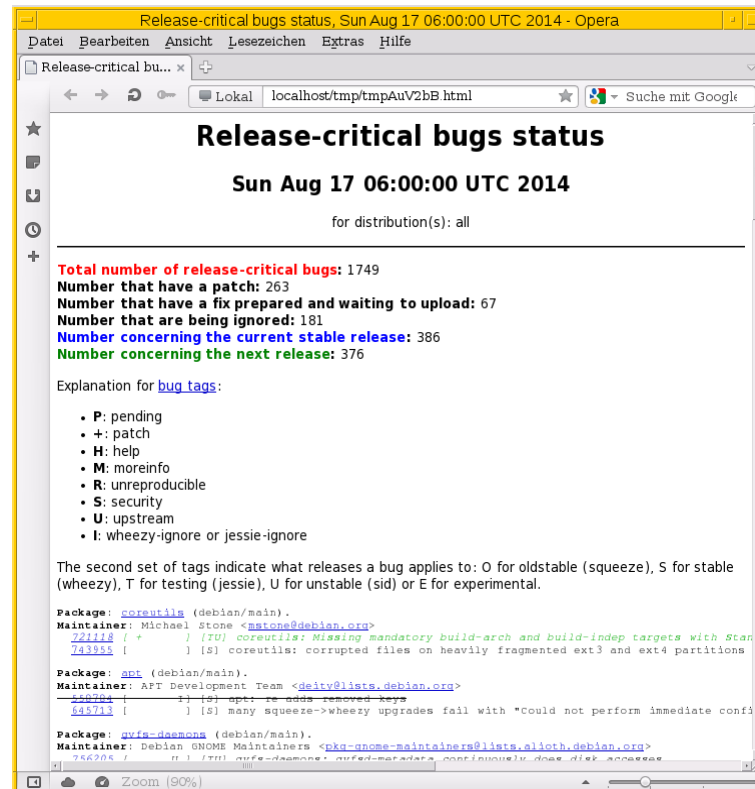 Release-critical bugs status, Sun Aug 17 06:00:00 UTC 2014 - Opera
Datei Bearbeiten Ansicht Lesezeichen Extras Hilfe
Release-critical bu...
Lokal localhost/tmp/tmpAuV2bB.html Suche mit Google
Release-critical bugs status
Sun Aug 17 06:00:00 UTC 2014
for distribution(s): all
Total number of release-critical bugs: 1749
Number that have a patch: 263
Number that have a fix prepared and waiting to upload: 67
Number that are being ignored: 181
Number concerning the current stable release: 386
Number concerning the next release: 376
Explanation for bug tags:
• P: pending
• +: patch
• H: help
• M: moreinfo
• R: unreproducible
• S: security
• U: upstream
• I: wheezy-ignore or jessie-ignore
The second set of tags indicate what releases a bug applies to: O for oldstable (squeeze), S for stable
(wheezy), T for testing (jessie), U for unstable (sid) or E for experimental.
Package: coreutils (debian/main).
Maintainer: Michael Stone <mstone@debian.org>
721118 [ + ] [TU] coreutils: Missing mandatory build-arch and build-indep targets with Stan
743955 [ ] [S] coreutils: corrupted files on heavily fragmented ext3 and ext4 partitions
Package: apt (debian/main).
Maintainer: APT Development Team <deity@lists.debian.org>
558784 [ I] [S] apt: re-adds removed keys
645713 [ ] [S] many squeeze->wheezy upgrades fail with "Could not perform immediate confi
Package: gvfs-daemons (debian/main).
Maintainer: Debian GNOME Maintainers <pkg-gnome-maintainers@lists.alioth.debian.org>
756205 [ U ] [TU] gvfs-daemons: gvfsd-metadata continuously does disk accesses
Zoom (90%)